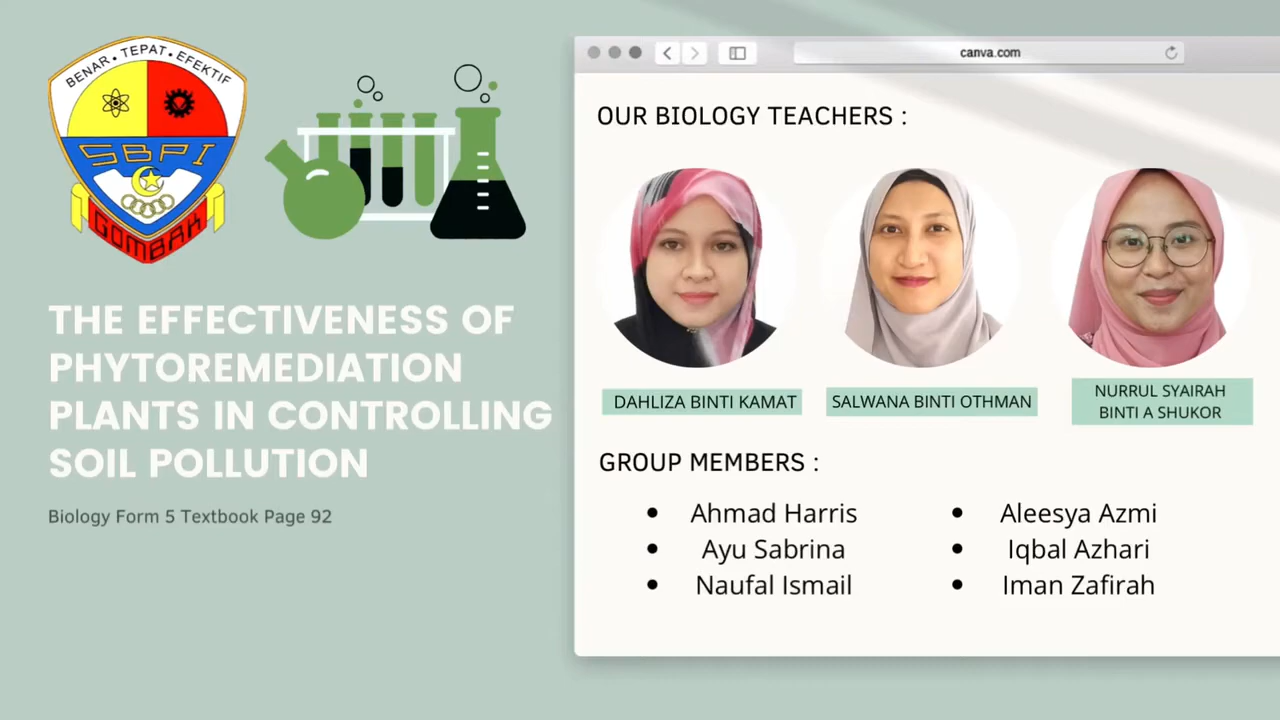 BENAR • TEPAT • EFEKTIF
SBPI
GOMBAK
THE EFFECTIVENESS OF
PHYTOREMEDIATION
PLANTS IN CONTROLLING
SOIL POLLUTION
Biology Form 5 Textbook Page 92
canva.com
OUR BIOLOGY TEACHERS :
DAHLIZA BINTI KAMAT
SALWANA BINTI OTHMAN
NURRUL SYAIRAH
BINTI A SHUKOR
GROUP MEMBERS :
• Ahmad Harris
• Ayu Sabrina
• Naufal Ismail
• Aleesya Azmi
• Iqbal Azhari
• Iman Zafirah